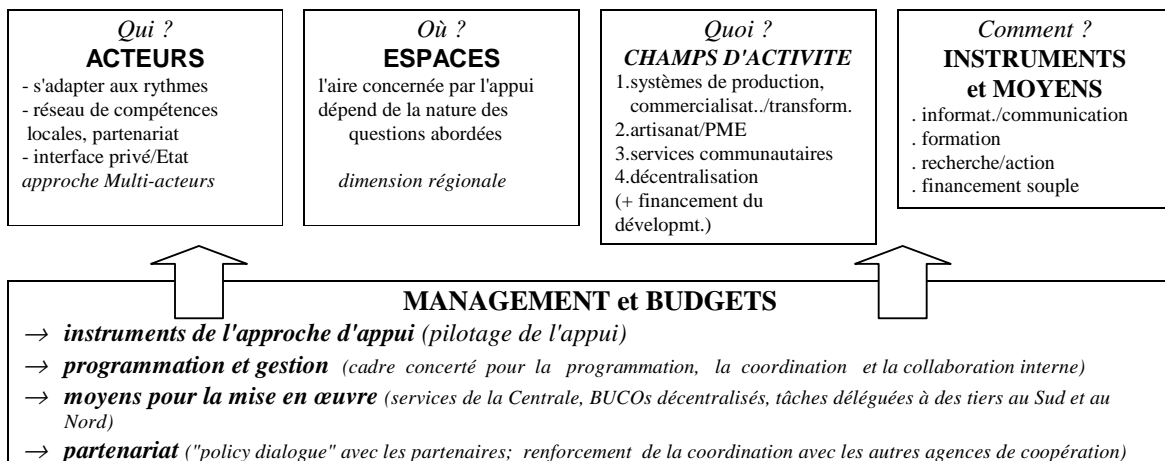 Qui ?
ACTEURS
- s'adapter aux rythmes
- réseau de compétences
locales, partenariat
- interface privé/Etat
approche Multi-acteurs
Où ?
ESPACES
l'aire concernée par l'appui
dépend de la nature des
questions abordées
dimension régionale
Quoi ?
CHAMPS D'ACTIVITE
1.systèmes de production,
commercialisat../transform.
2.artisanat/PME
3.services communautaires
4.décentralisation
(+ financement du
dévelopmt.)
Comment ?
INSTRUMENTS
et MOYENS
. informat./communication
. formation
. recherche/action
. financement souple
MANAGEMENT et BUDGETS
→ instruments de l'approche d'appui (pilotage de l'appui)
→ programmation et gestion (cadre concerté pour la programmation, la coordination et la collaboration interne)
→ moyens pour la mise en œuvre (services de la Centrale, BUCOs décentralisés, tâches déléguées à des tiers au Sud et au
Nord)
→ partenariat ("policy dialogue" avec les partenaires; renforcement de la coordination avec les autres agences de coopération)